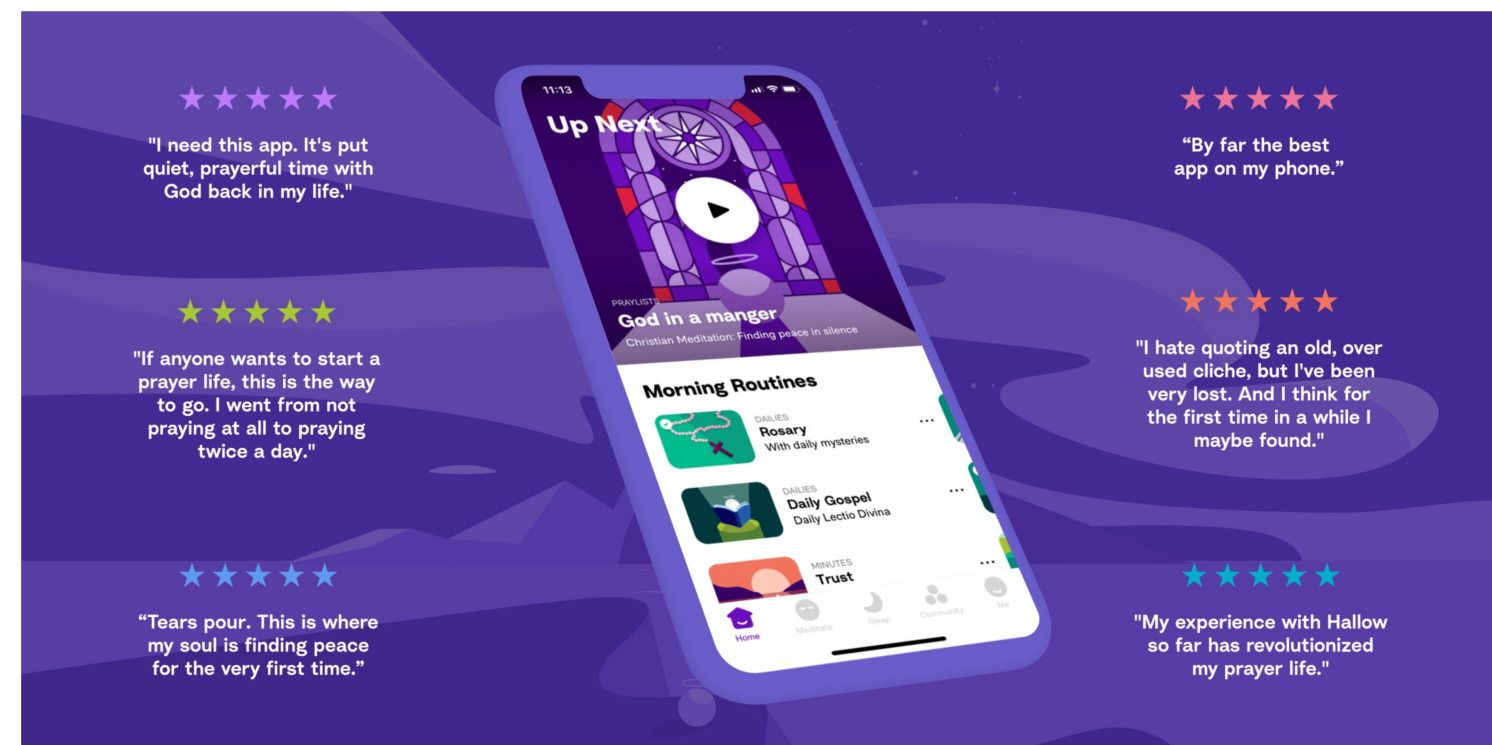 "I need this app. It's put
quiet, prayerful time with
God back in my life."
"If anyone wants to start a
prayer life, this is the way
to go. I went from not
praying at all to praying
twice a day."
“Tears pour. This is where
my soul is finding peace
for the very first time.”
11:13
Up Next
PRAYLISTS
God in a manger
Christian Meditation: Finding peace in silence
Morning Routines
DAILIES
Rosary
With daily mysteries
DAILIES
Daily Gospel
Daily Lectio Divina
MINUTES
Trust
Home Meditate Sleep Community Me
“By far the best
app on my phone.”
"I hate quoting an old, over
used cliche, but I've been
very lost. And I think for
the first time in a while I
maybe found."
"My experience with Hallow
so far has revolutionized
my prayer life."